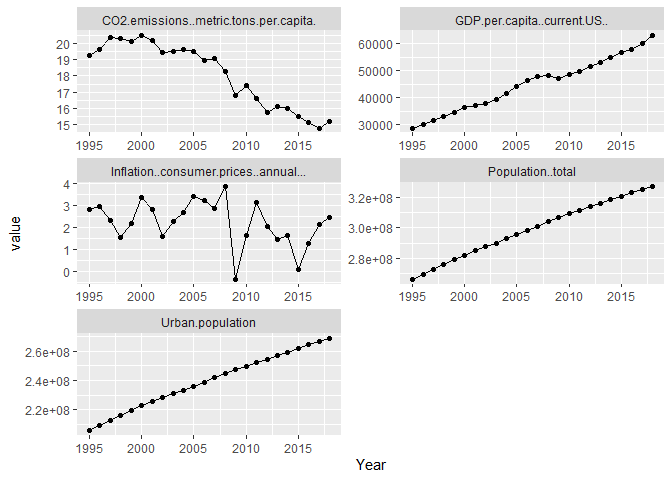 CO2.emissions..metric.tons.per.capita.
GDP.per.capita..current.US..
20
19
18
17
16
15
60000
50000
40000
30000
1995 2000 2005 2010 2015
1995 2000 2005 2010 2015
Inflation..consumer.prices..annual...
Population..total
4
3
2
1
0
3.2e+08
3.0e+08
2.8e+08
1995 2000 2005 2010 2015
1995 2000 2005 2010 2015
value
Urban.population
2.6e+08
2.4e+08
2.2e+08
1995 2000 2005 2010 2015
Year